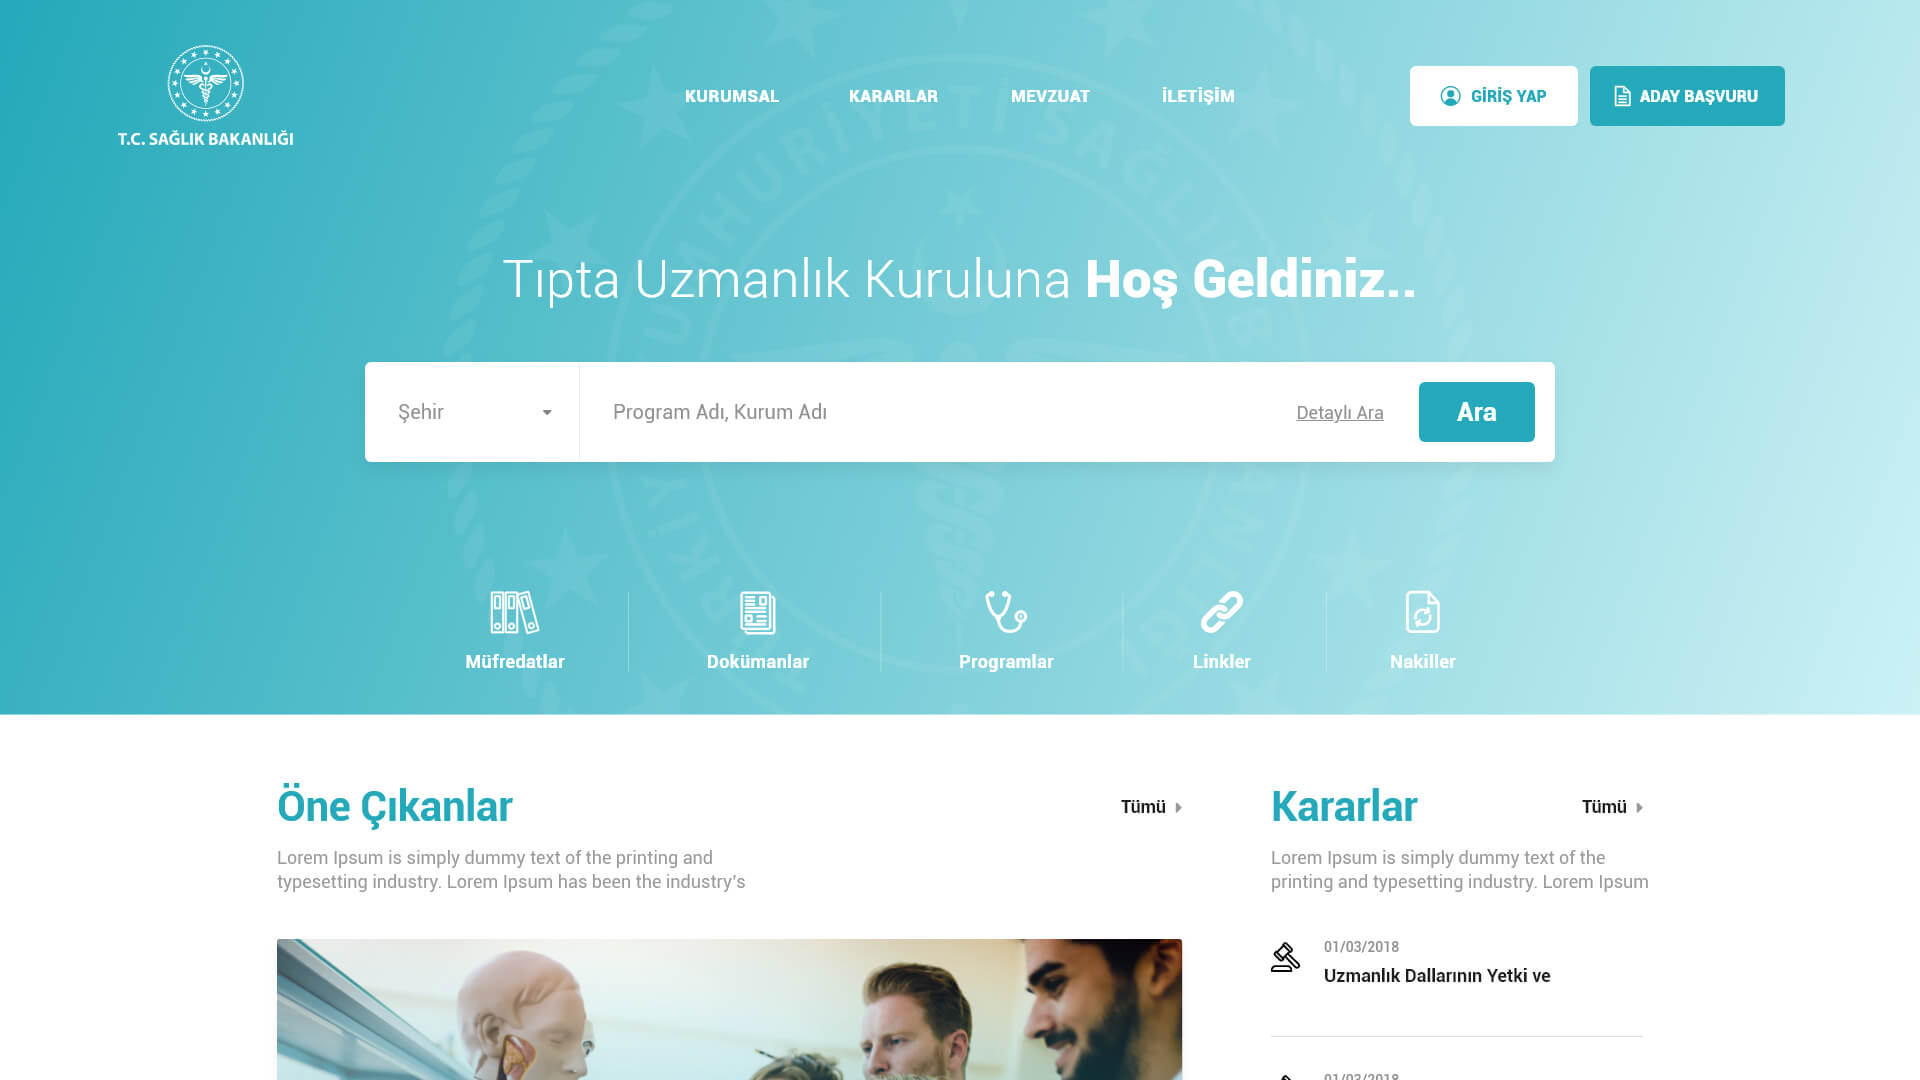 T.C. SAĞLIK BAKANLIĞI
KURUMSAL
KARARLAR
MEVZUAT
İLETİŞİM
GİRİŞ YAP
ADAY BAŞVURU
Tıpta Uzmanlık Kuruluna Hoş Geldiniz..
Şehir
Program Adı, Kurum Adı
Detaylı Ara
Ara
Müfredatlar
Dokümanlar
Programlar
Linkler
Nakiller
Öne Çıkanlar
Tümü
Lorem Ipsum is simply dummy text of the printing and
typesetting industry. Lorem Ipsum has been the industry's
Kararlar
Tümü
Lorem Ipsum is simply dummy text of the
printing and typesetting industry. Lorem Ipsum
01/03/2018
Uzmanlık Dallarının Yetki ve
01/03/2018